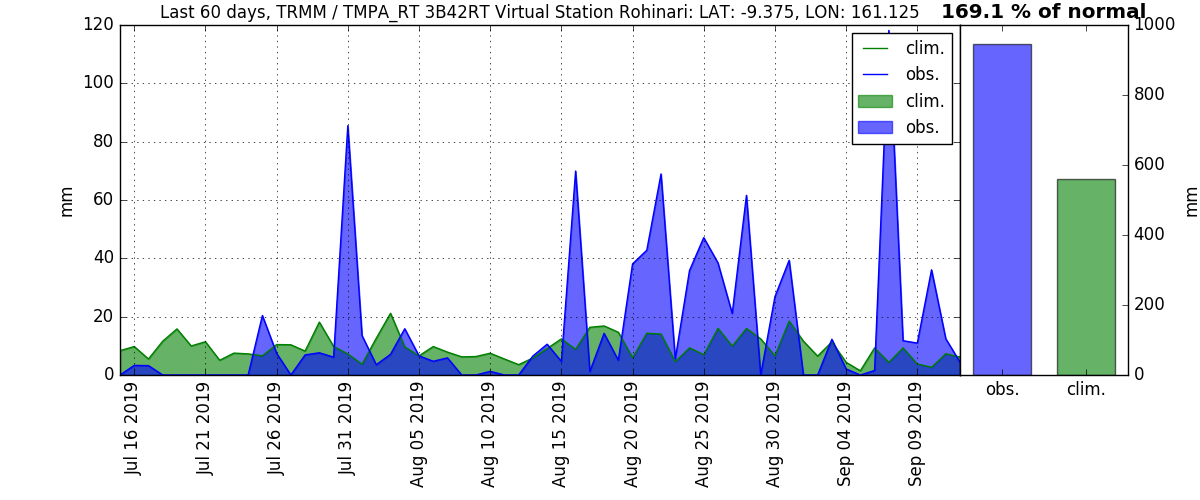 Last 60 days, TRMM / TMPA_RT 3B42RT Virtual Station Rohinari: LAT: -9.375, LON: 161.125
169.1 % of normal
120
100
80
60
40
20
0
mm
clim.
obs.
clim.
obs.
1000
800
600
400
200
0
mm
obs.
clim.
Jul 16 2019
Jul 21 2019
Jul 26 2019
Jul 31 2019
Aug 05 2019
Aug 10 2019
Aug 15 2019
Aug 20 2019
Aug 25 2019
Aug 30 2019
Sep 04 2019
Sep 09 2019